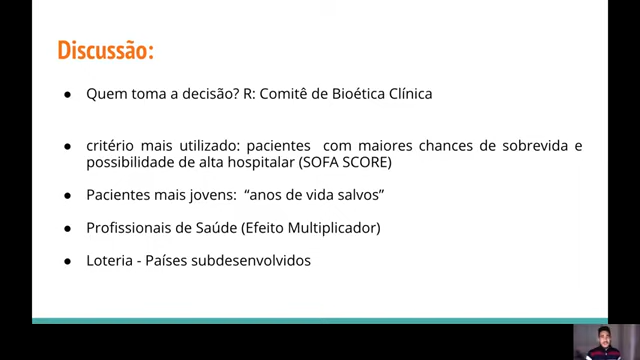 Discussão:
● Quem toma a decisão? R: Comitê de Bioética Clínica
● critério mais utilizado: pacientes com maiores chances de sobrevida e
possibilidade de alta hospitalar (SOFA SCORE)
● Pacientes mais jovens: “anos de vida salvos”
● Profissionais de Saúde (Efeito Multiplicador)
● Loteria - Países subdesenvolvidos